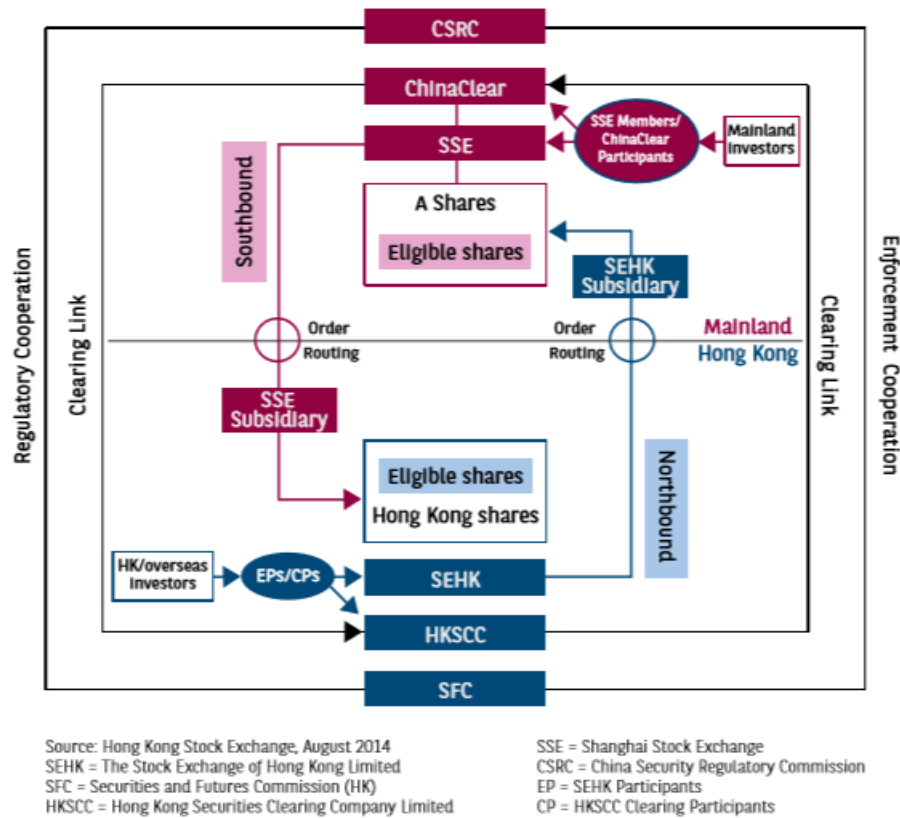 CSRC
ChinaClear
SSE
SSE Members/
ChinaClear
Participants
Mainland
investors
Southbound
A Shares
Eligible shares
SEHK
Subsidiary
Regulatory Cooperation
Clearing Link
Order
Routing
Order
Routing
Mainland
Hong Kong
Clearing Link
Enforcement Cooperation
SSE
Subsidiary
Eligible shares
Hong Kong shares
Northbound
HK/overseas
investors
EPs/CPs
SEHK
HKSCC
SFC
Source: Hong Kong Stock Exchange, August 2014
SEHK = The Stock Exchange of Hong Kong Limited
SFC = Securities and Futures Commission (HK)
HKSCC = Hong Kong Securities Clearing Company Limited
SSE = Shanghai Stock Exchange
CSRC = China Security Regulatory Commission
EP = SEHK Participants
CP = HKSCC Clearing Participants